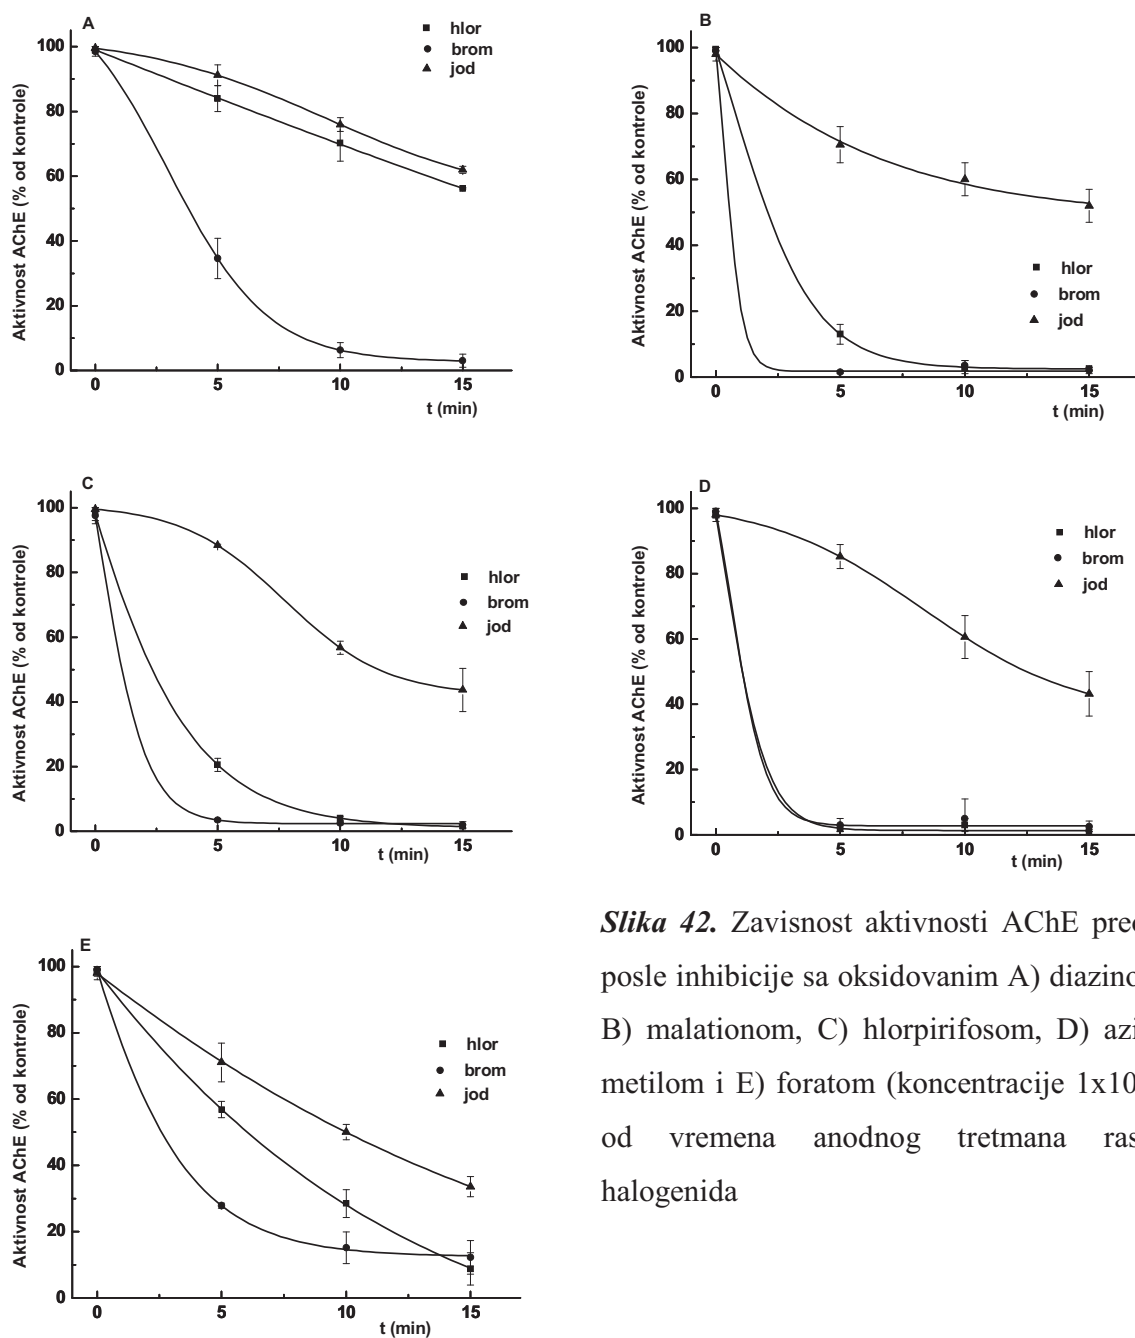 A
hlor
brom
jod
Aktivnost AChE (% od kontrole)
100
80
60
40
20
0
0 5 10 15
t (min)
B
hlor
brom
jod
Aktivnost AChE (% od kontrole)
100
80
60
40
20
0
0 5 10 15
t (min)
C
hlor
brom
jod
Aktivnost AChE (% od kontrole)
100
80
60
40
20
0
0 5 10 15
t (min)
D
hlor
brom
jod
Aktivnost AChE (% od kontrole)
100
80
60
40
20
0
0 5 10 15
t (min)
E
hlor
brom
jod
Aktivnost AChE (% od kontrole)
100
80
60
40
20
0
0 5 10 15
t (min)
Slika 42. Zavisnost aktivnosti AChE
posle inhibicije sa oksidovanim A)
B) malationom, C) hlorpirifosom, D)
metilom i E) foratom (koncentracije 1x10
od vremena anodnog tretmana
halogenida